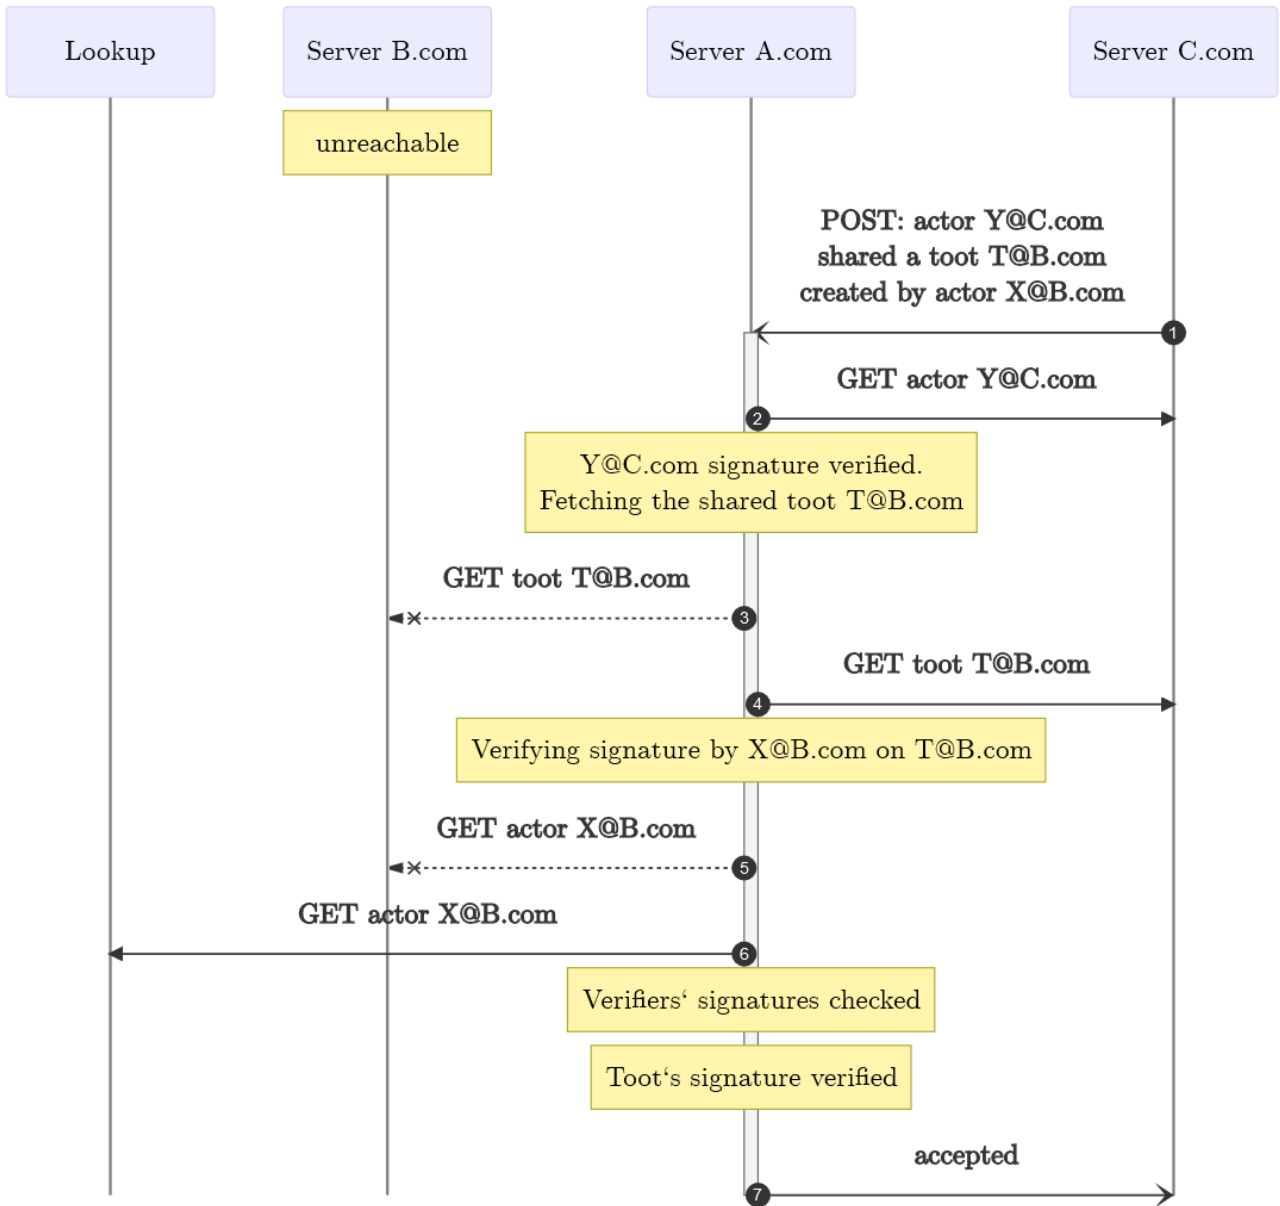 Lookup
Server B.com
Server A.com
Server C.com
unreachable
POST: actor Y@C.com
shared a toot T@B.com
created by actor X@B.com
1
GET actor Y@C.com
2
Y@C.com signature verified.
Fetching the shared toot T@B.com
GET toot T@B.com
3
GET toot T@B.com
4
Verifying signature by X@B.com on T@B.com
GET actor X@B.com
5
GET actor X@B.com
6
Verifiers‘ signatures checked
Toot‘s signature verified
accepted
7